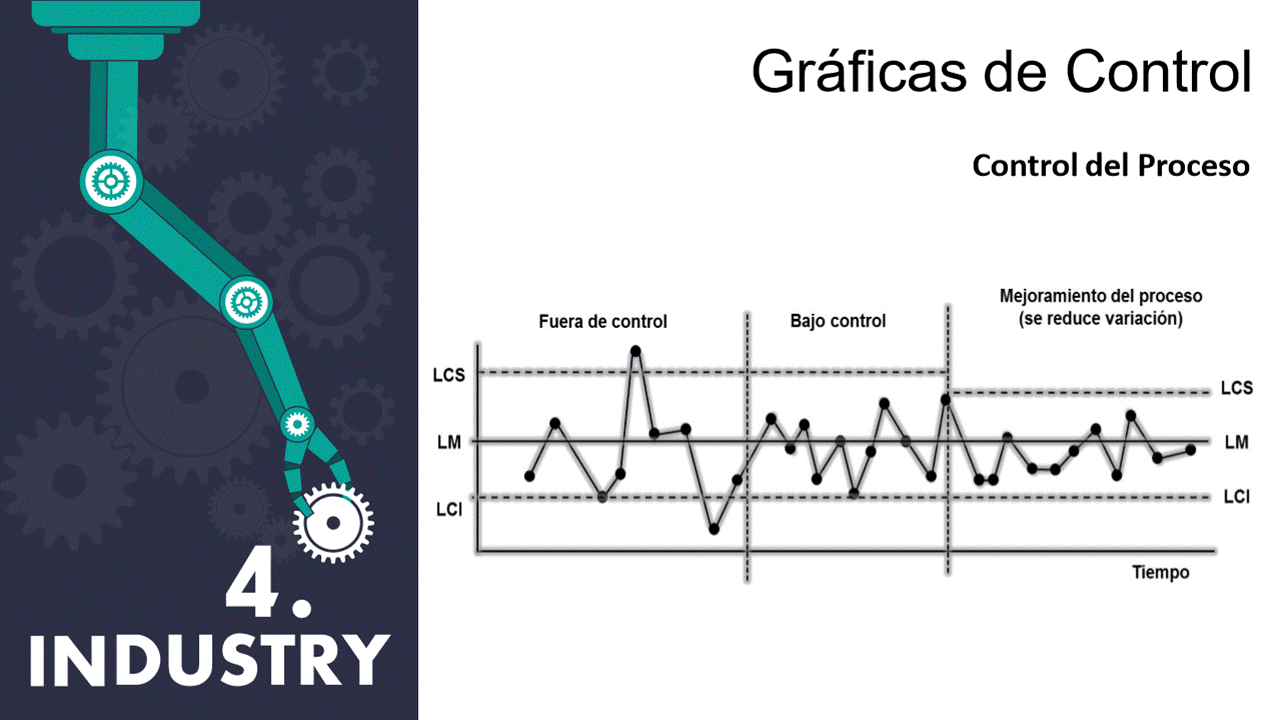 Gráficas de Control
Control del Proceso
Mejoramiento del proceso
(se reduce variación)
Fuera de control
Bajo control
LCS
LCS
LM
LM
LCI
LCI
Tiempo
4.
INDUSTRY